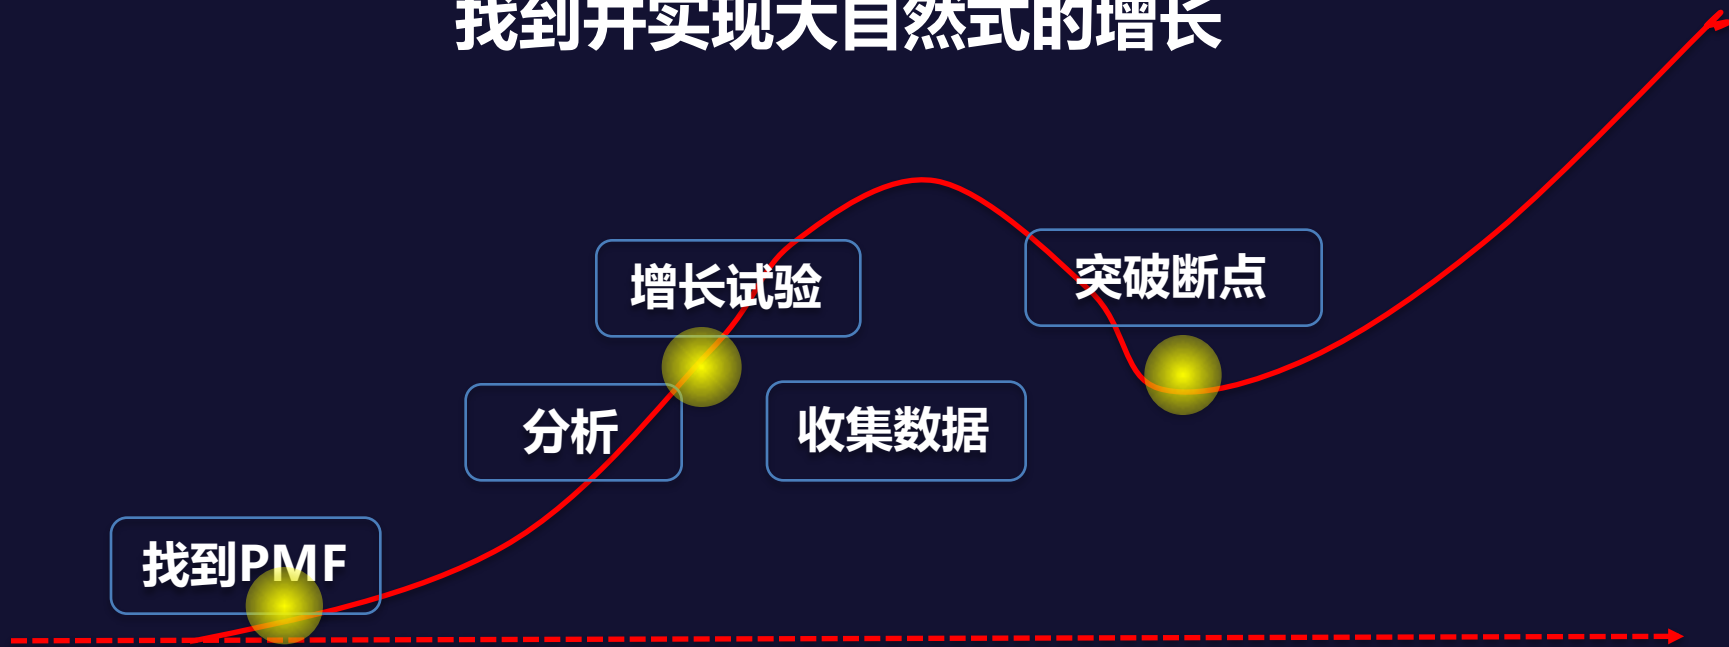 找到并实现大自然式的增长
增长试验
突破断点
分析
收集数据
找到PMF